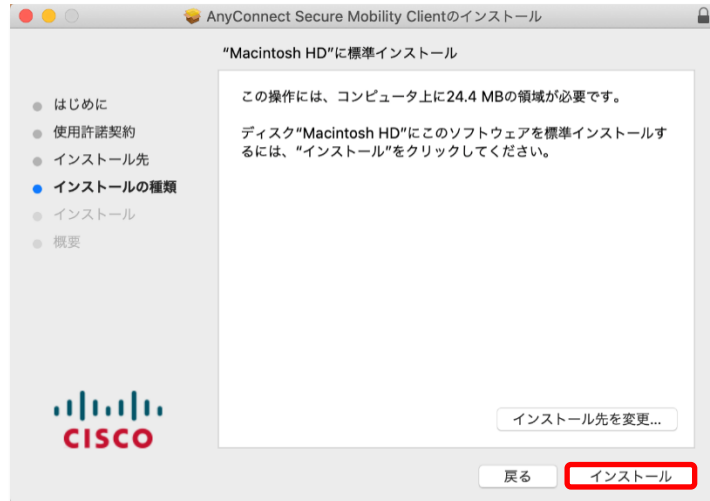 AnyConnect Secure Mobility Clientのインストール
“Macintosh HD”に標準インストール
はじめに
使用許諾契約
インストール先
インストールの種類
インストール
概要
この操作には、コンピュータ上に24.4 MBの領域が必要です。
ディスク“Macintosh HD”にこのソフトウェアを標準インストールす
るには、“インストール”をクリックしてください。
CISCO
インストール先を変更...
戻る
インストール